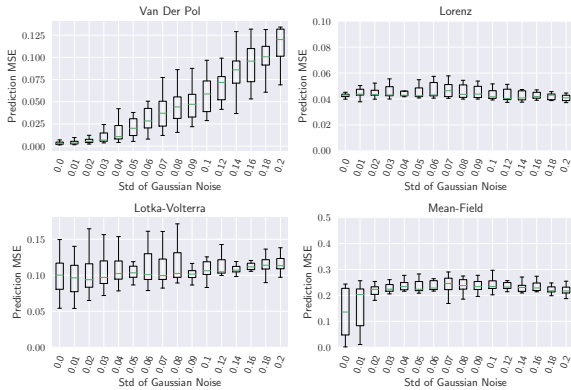 Van Der Pol
Prediction MSE
0.125
0.100
0.075
0.050
0.025
0.000
0.0 0.01 0.02 0.03 0.04 0.05 0.06 0.07 0.08 0.09 0.1 0.12 0.14 0.16 0.18 0.2
Std of Gaussian Noise
Lorenz
Prediction MSE
0.10
0.08
0.06
0.04
0.02
0.00
0.0 0.01 0.02 0.03 0.04 0.05 0.06 0.07 0.08 0.09 0.1 0.12 0.14 0.16 0.18 0.2
Std of Gaussian Noise
Lotka-Volterra
Prediction MSE
0.15
0.10
0.05
0.00
0.0 0.01 0.02 0.03 0.04 0.05 0.06 0.07 0.08 0.09 0.1 0.12 0.14 0.16 0.18 0.2
Std of Gaussian Noise
Mean-Field
Prediction MSE
0.5
0.4
0.3
0.2
0.1
0.0
0.0 0.01 0.02 0.03 0.04 0.05 0.06 0.07 0.08 0.09 0.1 0.12 0.14 0.16 0.18 0.2
Std of Gaussian Noise